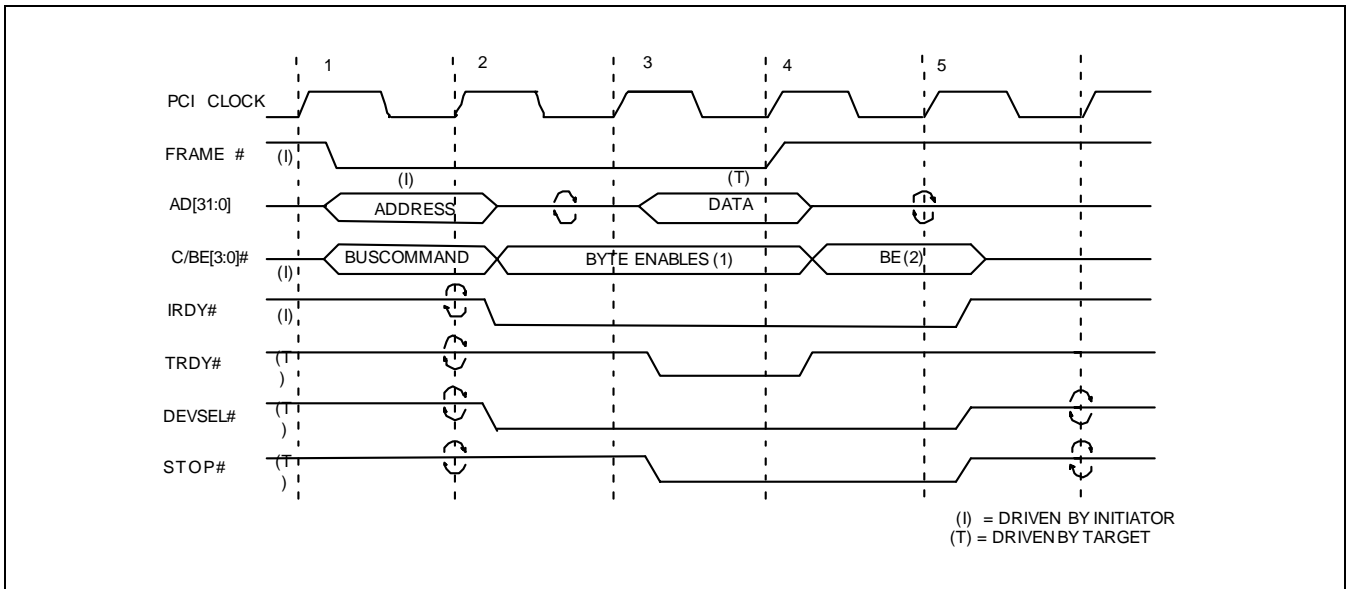 1 2 3 4 5
PCI CLOCK
FRAME # (I)
(I) (T)
AD[31:0] ADDRESS DATA
C/BE[3:0]# (I) BUSCOMMAND BYTE ENABLES (1) BE (2)
IRDY# (I)
TRDY# (T
)
DEVSEL# (T
)
STOP# (T
)
(I) = DRIVEN BY INITIATOR
(T) = DRIVEN BY TARGET